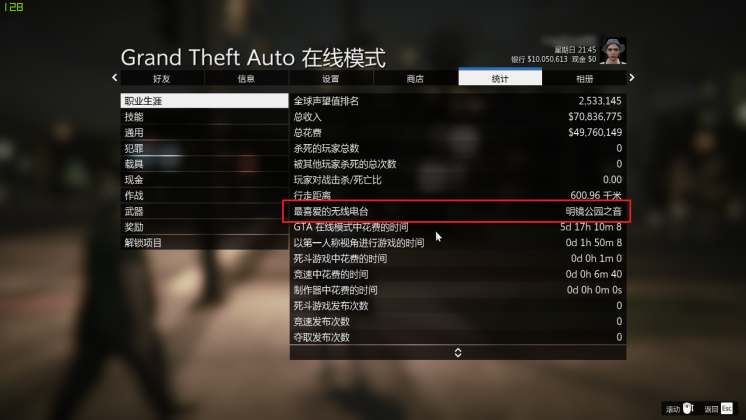 128
Grand Theft Auto 在线模式
星期日 21:45
银行 $10.050.613 现金 $0
好友 信息 设置 商店 统计 相册
职业生涯
技能
通用
犯罪
载具
现金
作战
武器
奖励
解锁项目
全球声望值排名 2,533,145
总收入 $70,836,775
总花费 $49,760,149
杀死的玩家总数 0
被其他玩家杀死的总次数 0
玩家对战击杀/死亡比 0.00
行走距离 600.96 千米
最喜爱的无线电台 明镜公园之音
GTA 在线模式中花费的时间 5d 17h 10m 8
以第一人称视角进行游戏的时间 0d 1h 50m 8
死斗游戏中花费的时间 0d 0h 1m 0
竞速中花费的时间 0d 0h 6m 40
制作器中花费的时间 0d 0h 0m 0s
死斗游戏发布次数 0
竞速发布次数 0
夺取发布次数 0
滚动 返回 Esc